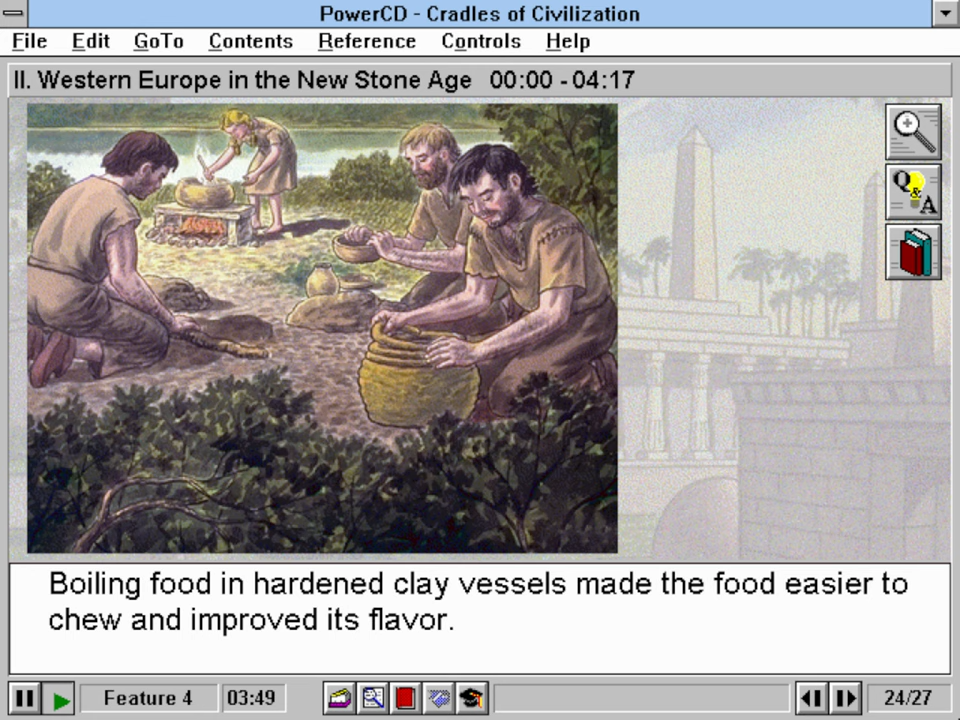 PowerCD - Cradles of Civilization
File Edit GoTo Contents Reference Controls Help
II. Western Europe in the New Stone Age 00:00 - 04:17
Q & A
Boiling food in hardened clay vessels made the food easier to
chew and improved its flavor.
Feature 4 03:49 24/27